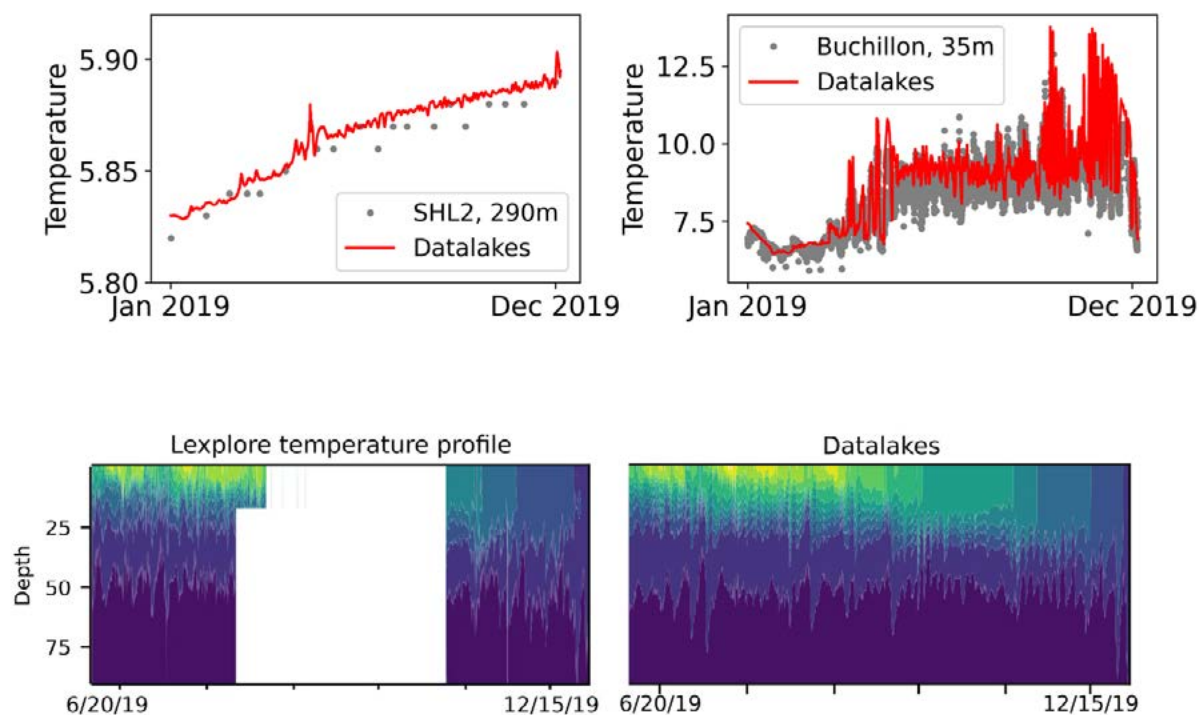 Temperature
5.90
5.85
5.80
SHL2, 290m
Datalakes
Jan 2019
Dec 2019
Temperature
12.5
10.0
7.5
Buchillon, 35m
Datalakes
Jan 2019
Dec 2019
Lexplore temperature profile
Depth
25
50
75
6/20/19
12/15/19
Datalakes
6/20/19
12/15/19